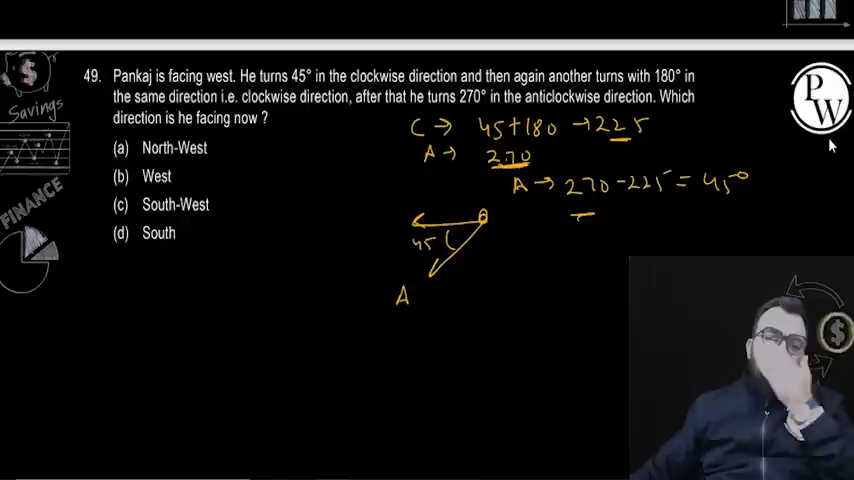 49. Pankaj is facing west. He turns 45° in the clockwise direction and then again another turns with 180° in
the same direction i.e. clockwise direction, after that he turns 270° in the anticlockwise direction. Which
direction is he facing now ?
(a) North-West
(b) West
(c) South-West
(d) South
C → 45+180 → 225
A → 270
A → 270-225 = 45°
45
A
Savings
FINANCE
$
P
W
$